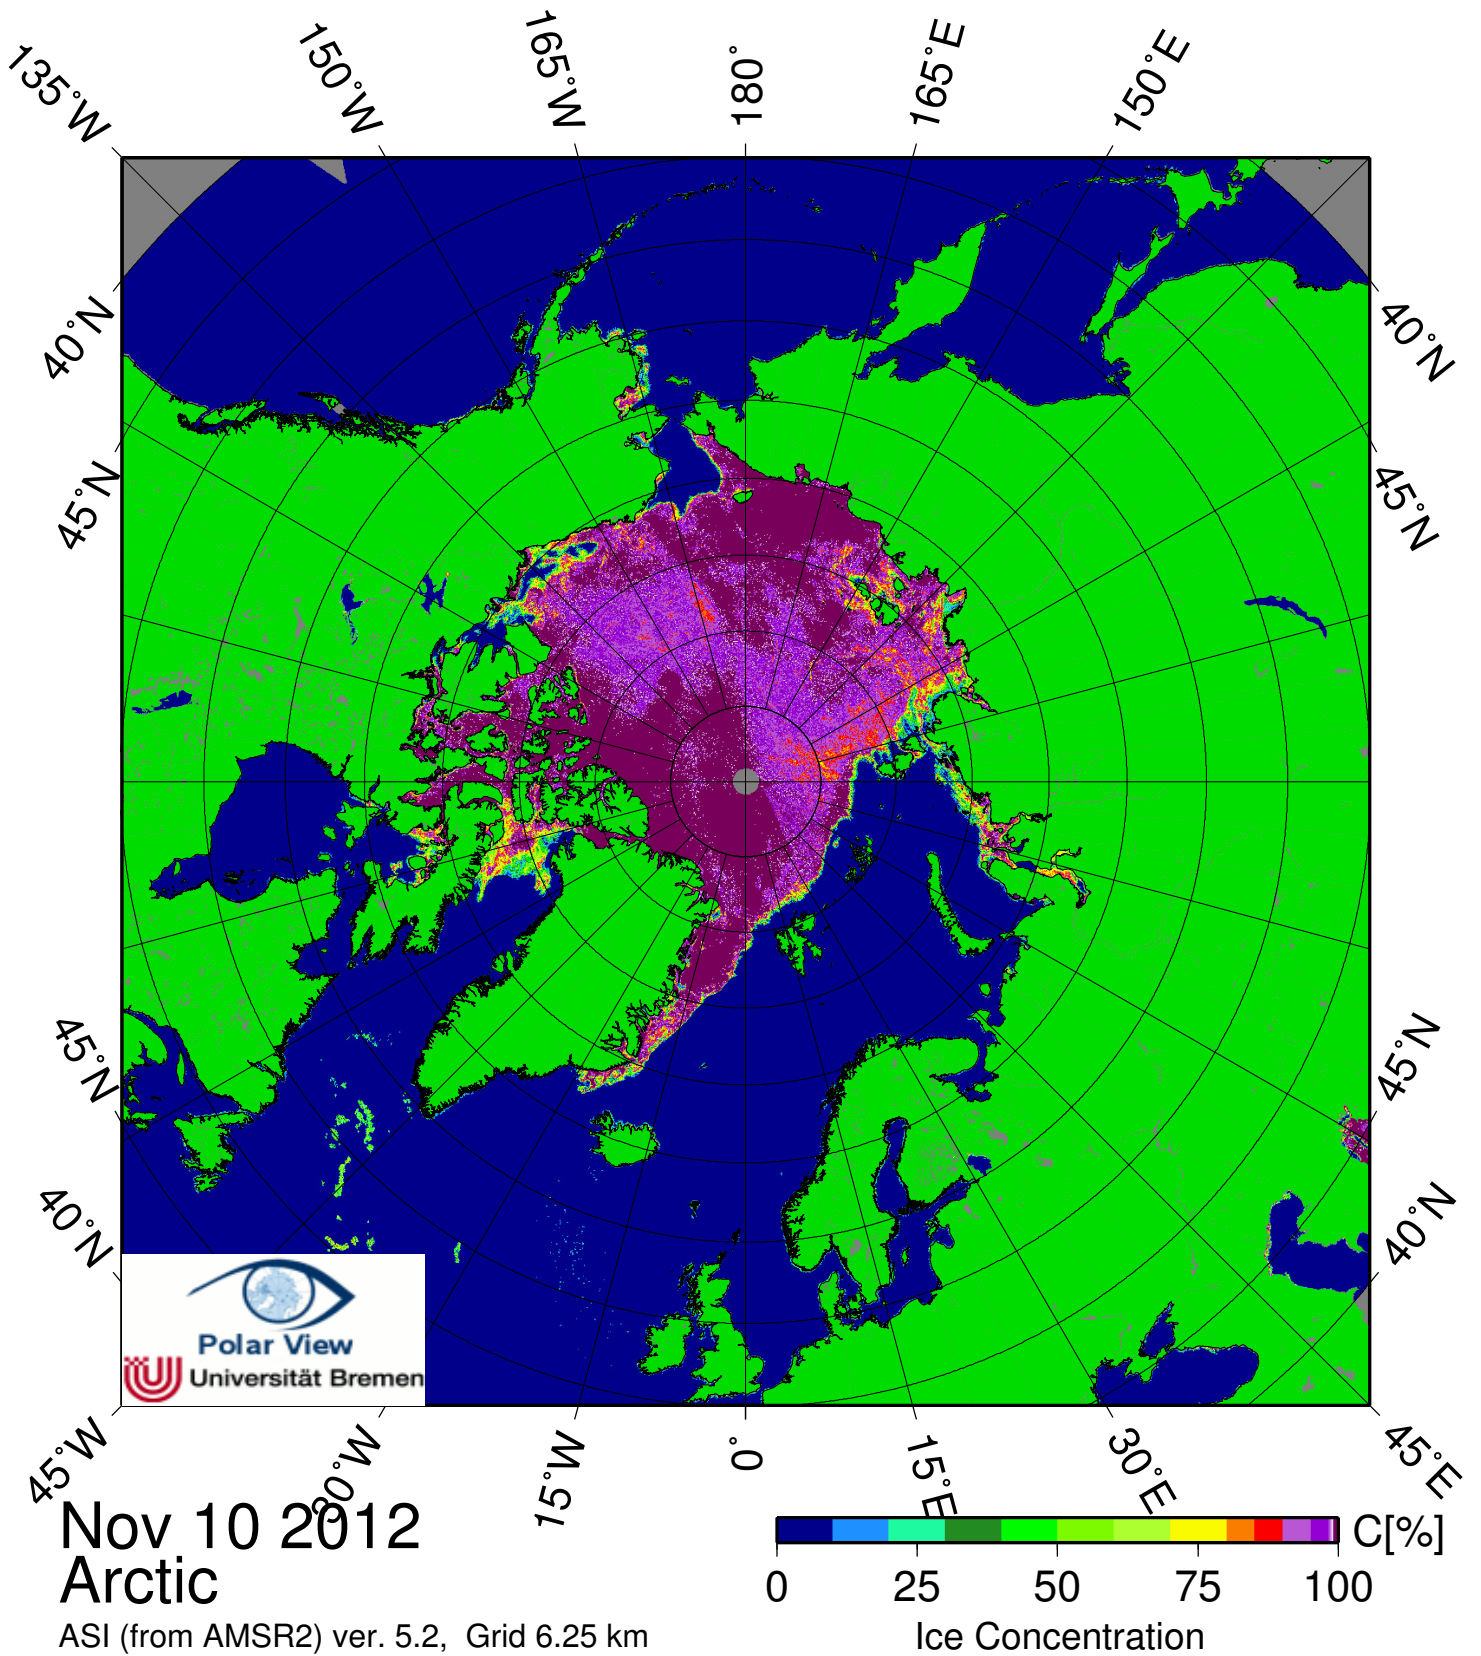 135°W
150°W
165°W
180°
165°E
150°E
40°N
40°N
45°N
45°N
45°N
45°N
40°N
40°N
Polar View
Universität Bremen
45°W
30°W
15°W
0°
15°E
30°E
45°E
Nov 10 2012
Arctic
ASI (from AMSR2) ver. 5.2, Grid 6.25 km
C[%]
0 25 50 75 100
Ice Concentration